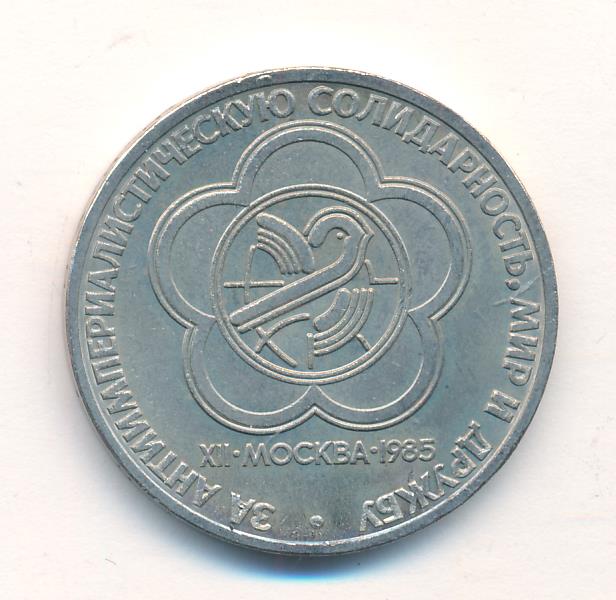 ЗА АНТИИМПЕРИАЛИСТИЧЕСКУЮ СОЛИДАРНОСТЬ, МИР И ДРУЖБУ
XII · МОСКВА · 1985